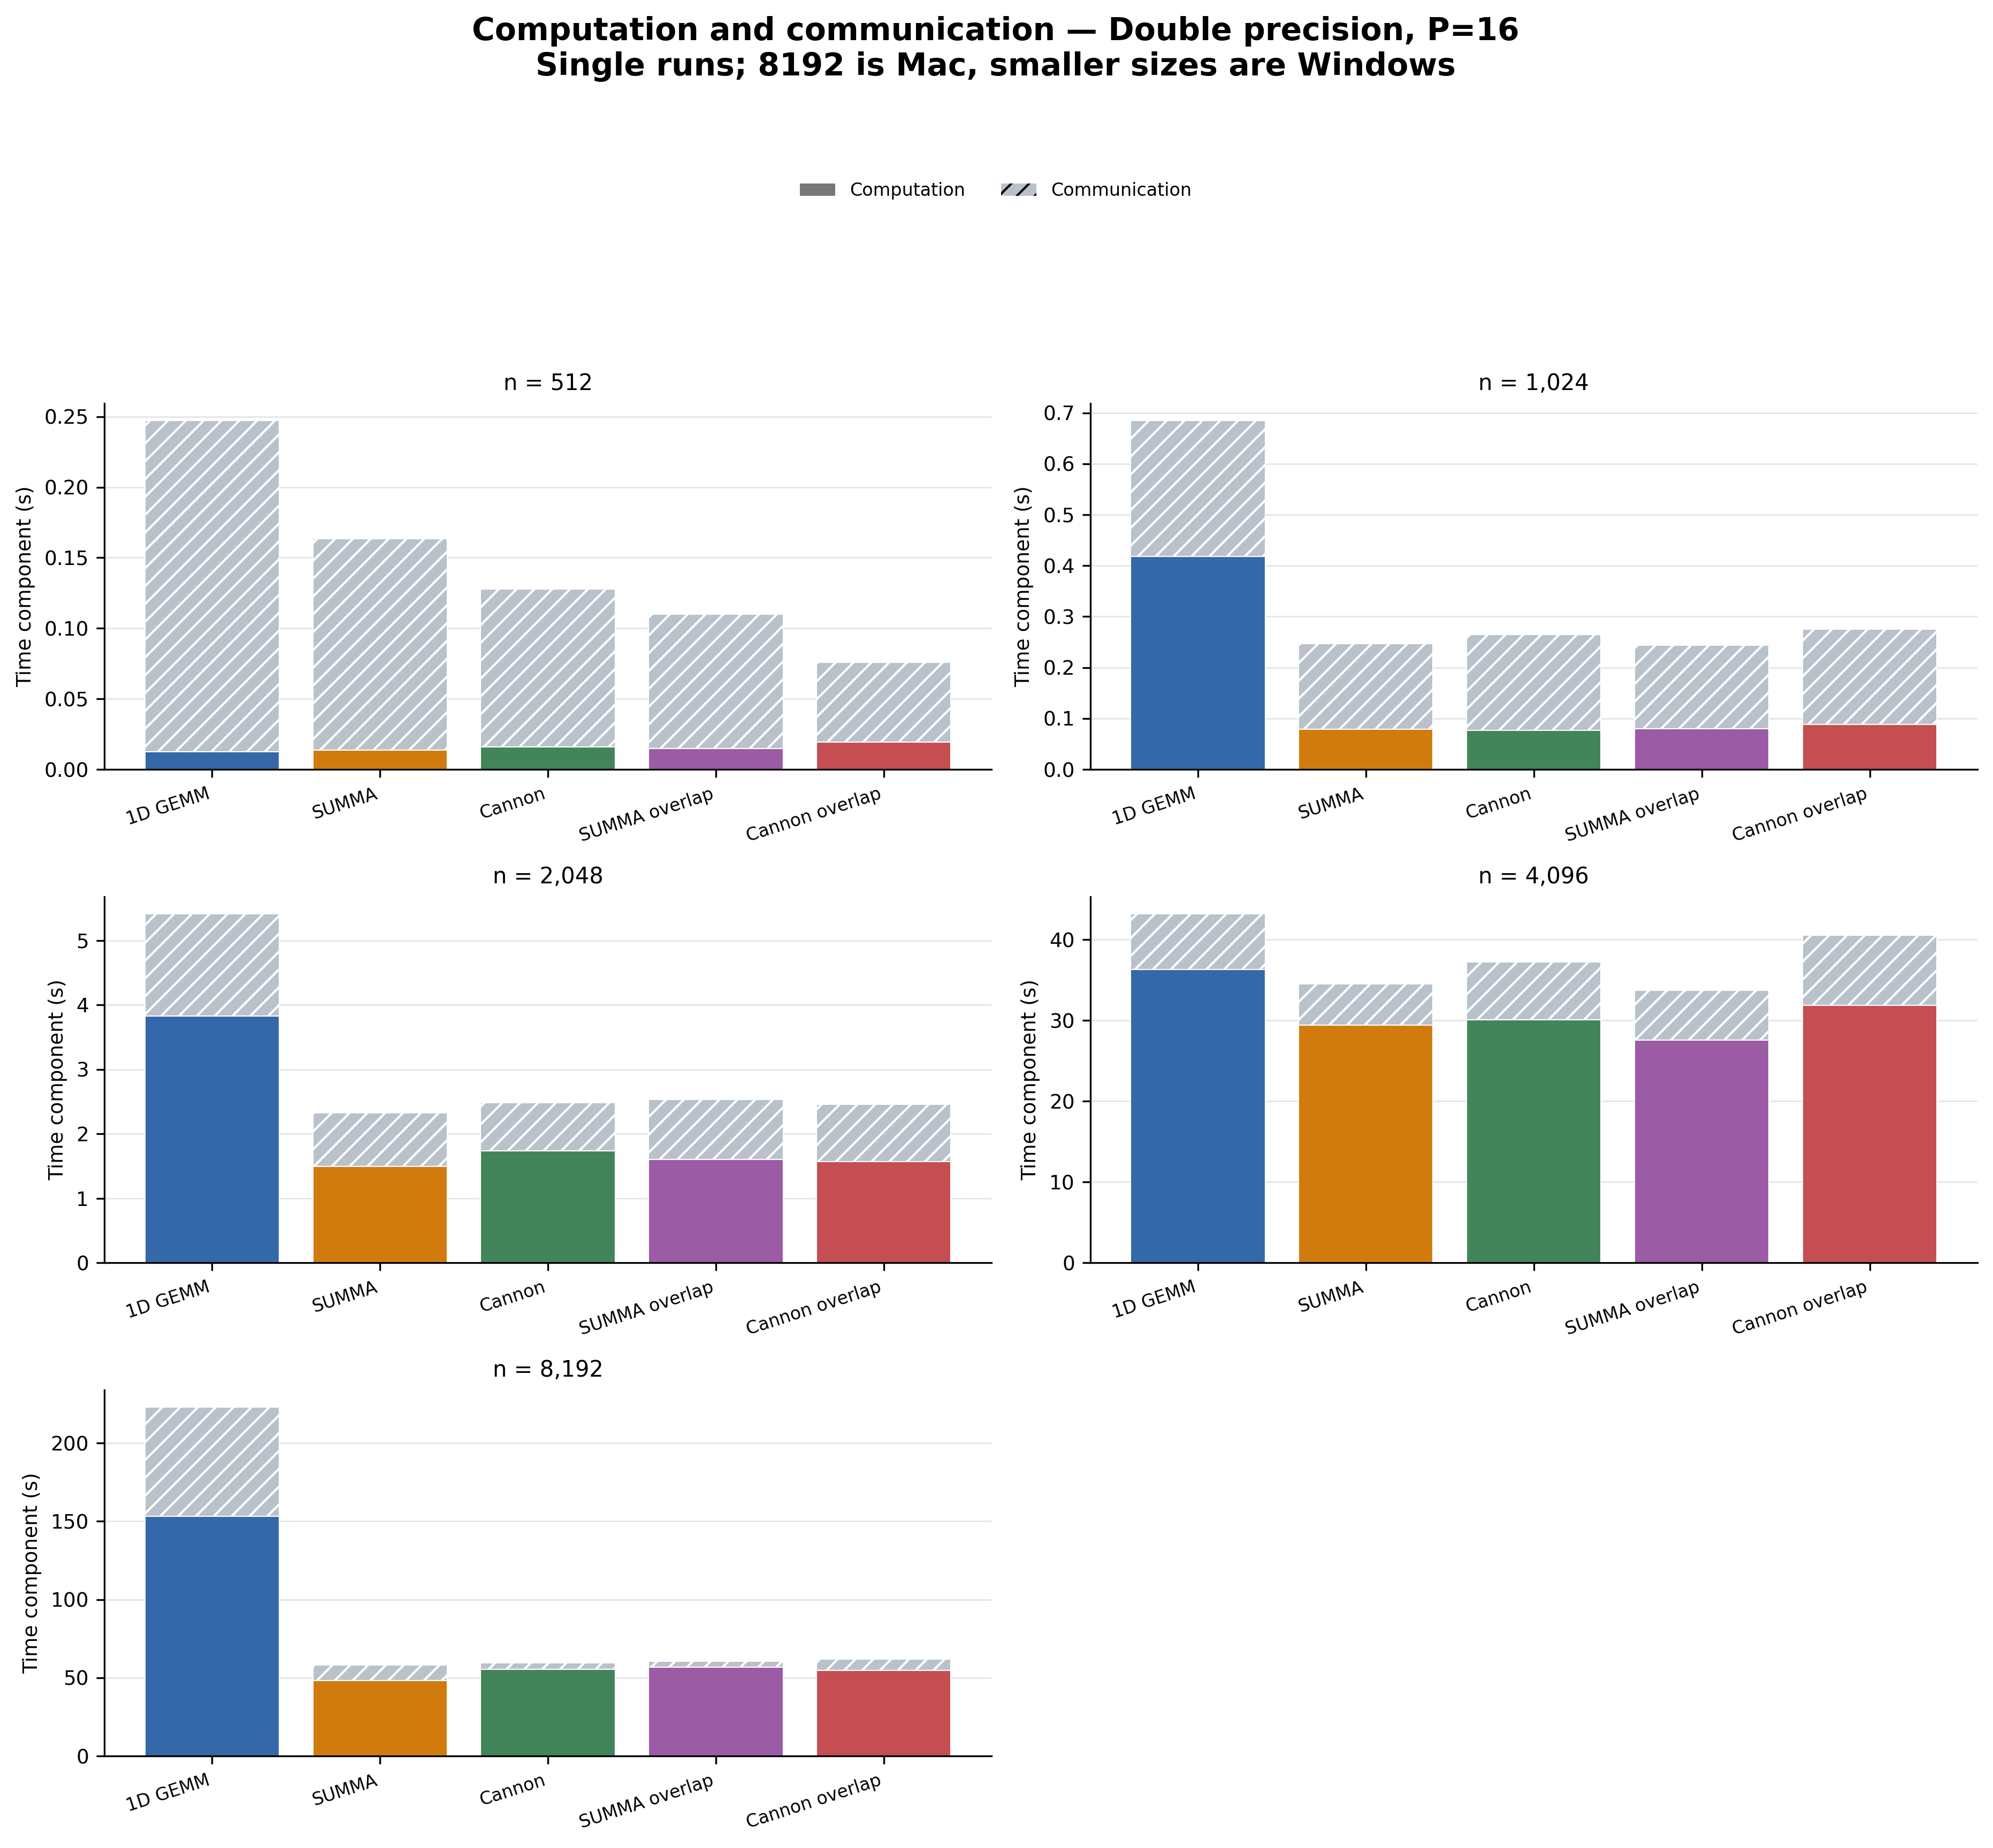 Computation and communication — Double precision, P=16
Single runs; 8192 is Mac, smaller sizes are Windows
Computation
Communication
n = 512
Time component (s)
0.25
0.20
0.15
0.10
0.05
0.00
1D GEMM
SUMMA
Cannon
SUMMA overlap
Cannon overlap
n = 1,024
Time component (s)
0.7
0.6
0.5
0.4
0.3
0.2
0.1
0.0
1D GEMM
SUMMA
Cannon
SUMMA overlap
Cannon overlap
n = 2,048
Time component (s)
5
4
3
2
1
0
1D GEMM
SUMMA
Cannon
SUMMA overlap
Cannon overlap
n = 4,096
Time component (s)
40
30
20
10
0
1D GEMM
SUMMA
Cannon
SUMMA overlap
Cannon overlap
n = 8,192
Time component (s)
200
150
100
50
0
1D GEMM
SUMMA
Cannon
SUMMA overlap
Cannon overlap